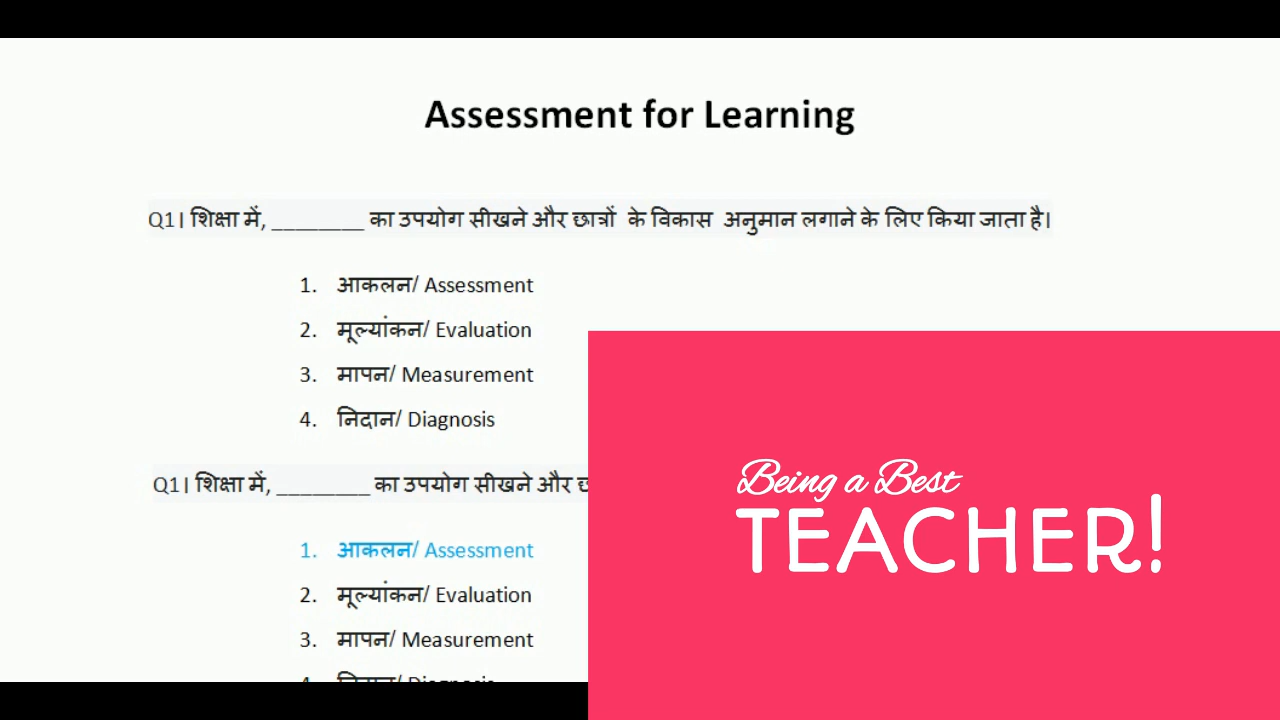 Assessment for Learning
Q1। शिक्षा में, ________ का उपयोग सीखने और छात्रों के विकास अनुमान लगाने के लिए किया जाता है।
1. आकलन/ Assessment
2. मूल्यांकन/ Evaluation
3. मापन/ Measurement
4. निदान/ Diagnosis
Q1। शिक्षा में, ________ का उपयोग सीखने और
1. आकलन/ Assessment
2. मूल्यांकन/ Evaluation
3. मापन/ Measurement
Being a Best
TEACHER!